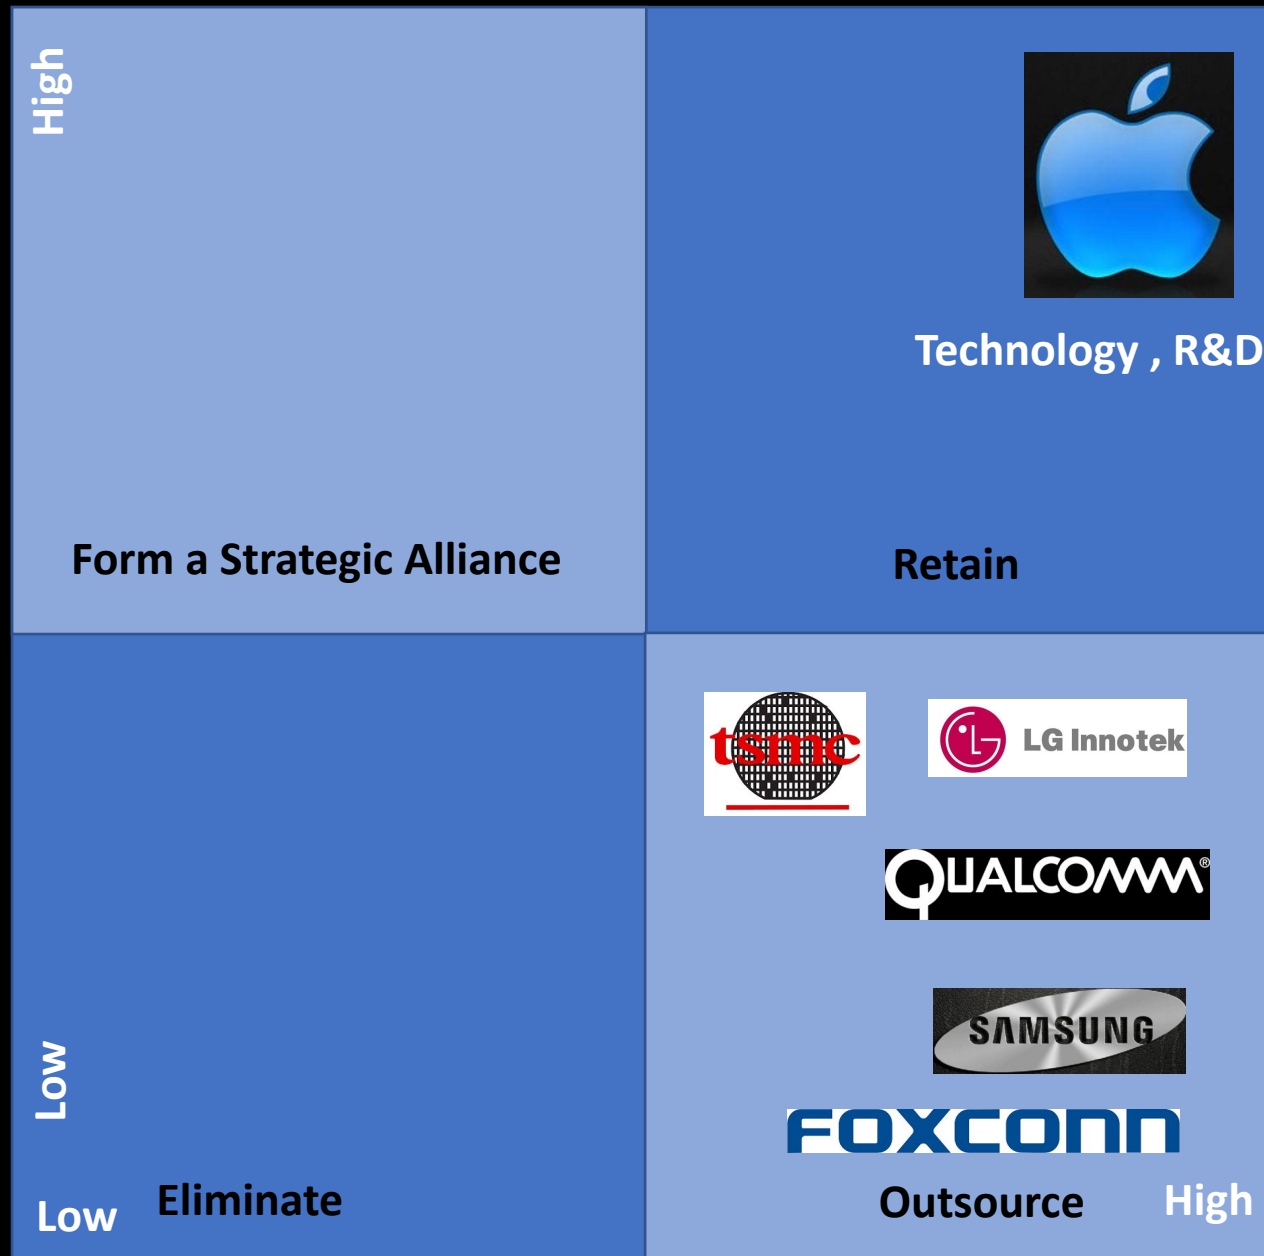 High
Technology , R&D
Form a Strategic Alliance
Retain
tsmc
LG Innotek
QUALCOMM®
SAMSUNG
FOXCONN
Low
Low
Eliminate
Outsource
High